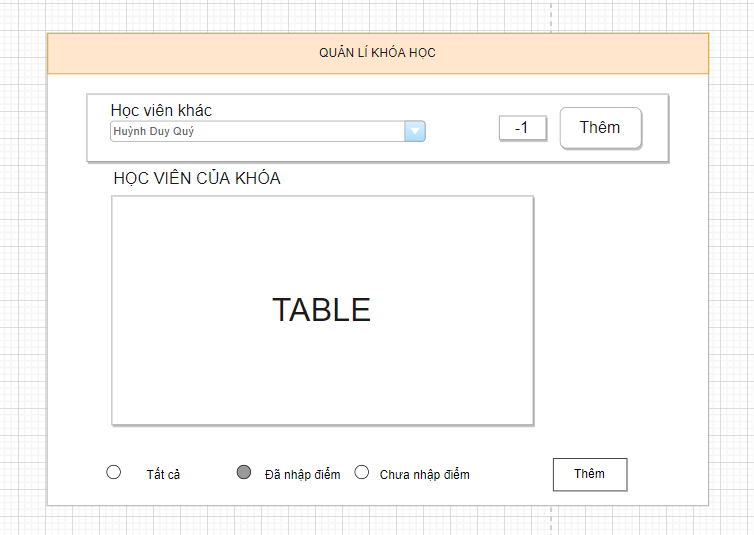 QUẢN LÍ KHÓA HỌC
Học viên khác
Huỳnh Duy Quý
-1
Thêm
HỌC VIÊN CỦA KHÓA
TABLE
Tất cả
Đã nhập điểm
Chưa nhập điểm
Thêm